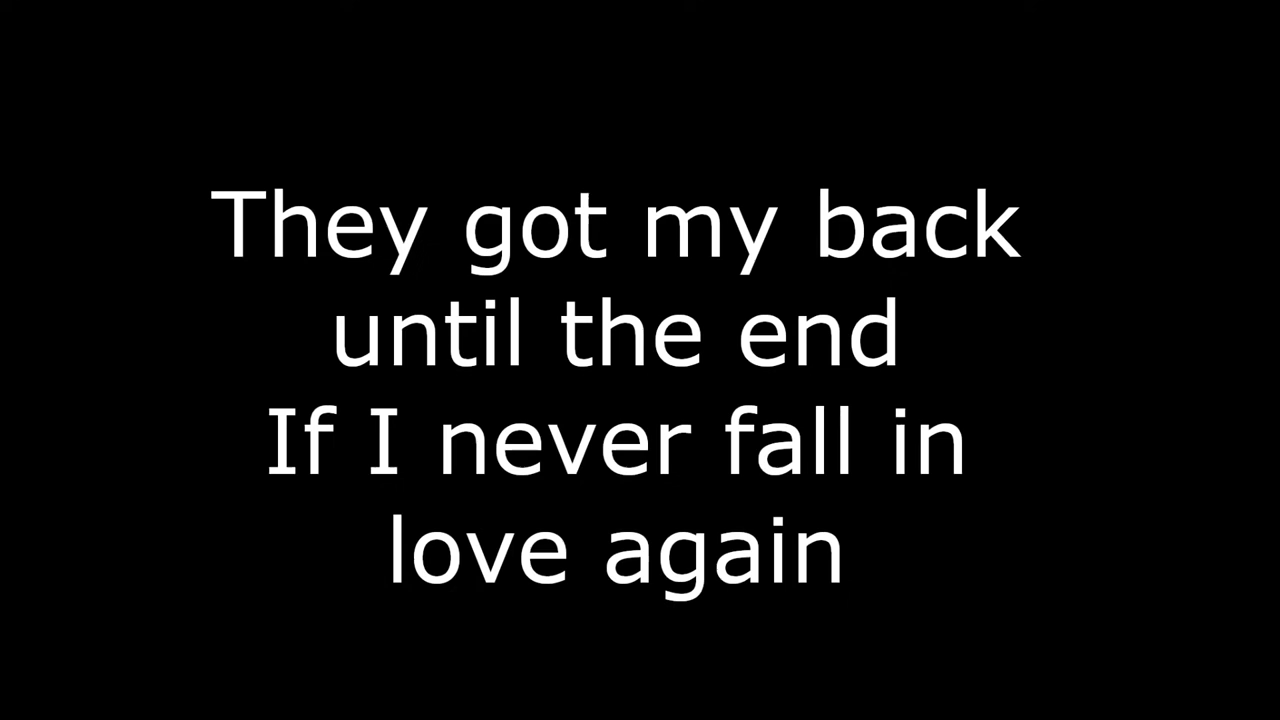 They got my back
until the end
If I never fall in
love again